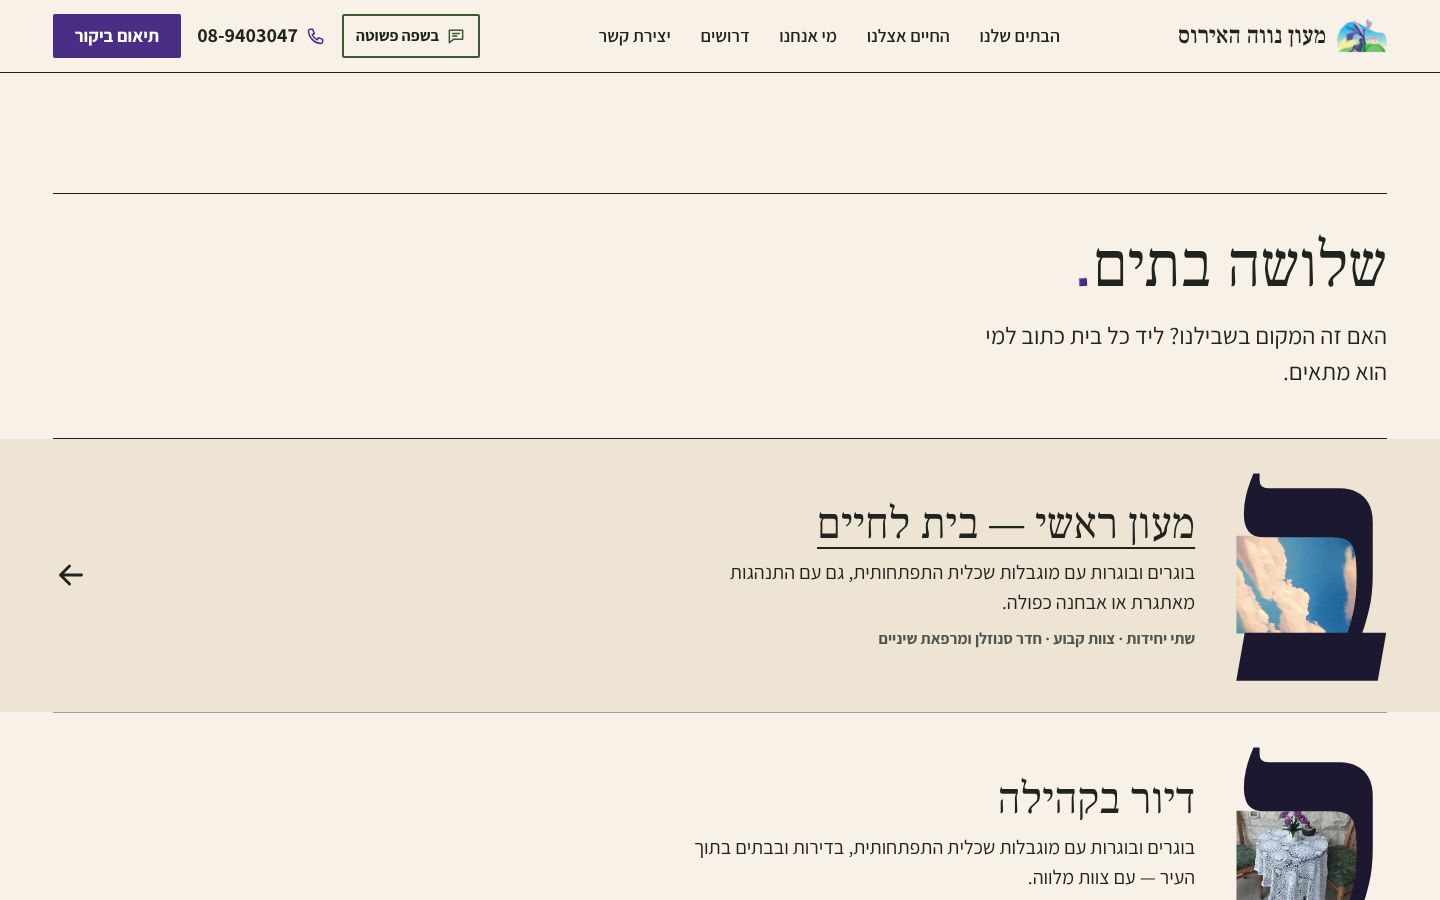 מעון נווה האירוס
הבתים שלנו
החיים אצלנו
מי אנחנו
דרושים
יצירת קשר
בשפה פשוטה
08-9403047
תיאום ביקור
שלושה בתים.
האם זה המקום בשבילנו? ליד כל בית כתוב למי
הוא מתאים.
ב
מעון ראשי — בית לחיים
בוגרים ובוגרות עם מוגבלות שכלית התפתחותית, גם עם התנהגות
מאתגרת או אבחנה כפולה.
שתי יחידות · צוות קבוע · חדר סנוזלן ומרפאת שיניים
ב
דיור בקהילה
בוגרים ובוגרות עם מוגבלות שכלית התפתחותית, בדירות ובבתים בתוך
העיר — עם צוות מלווה.